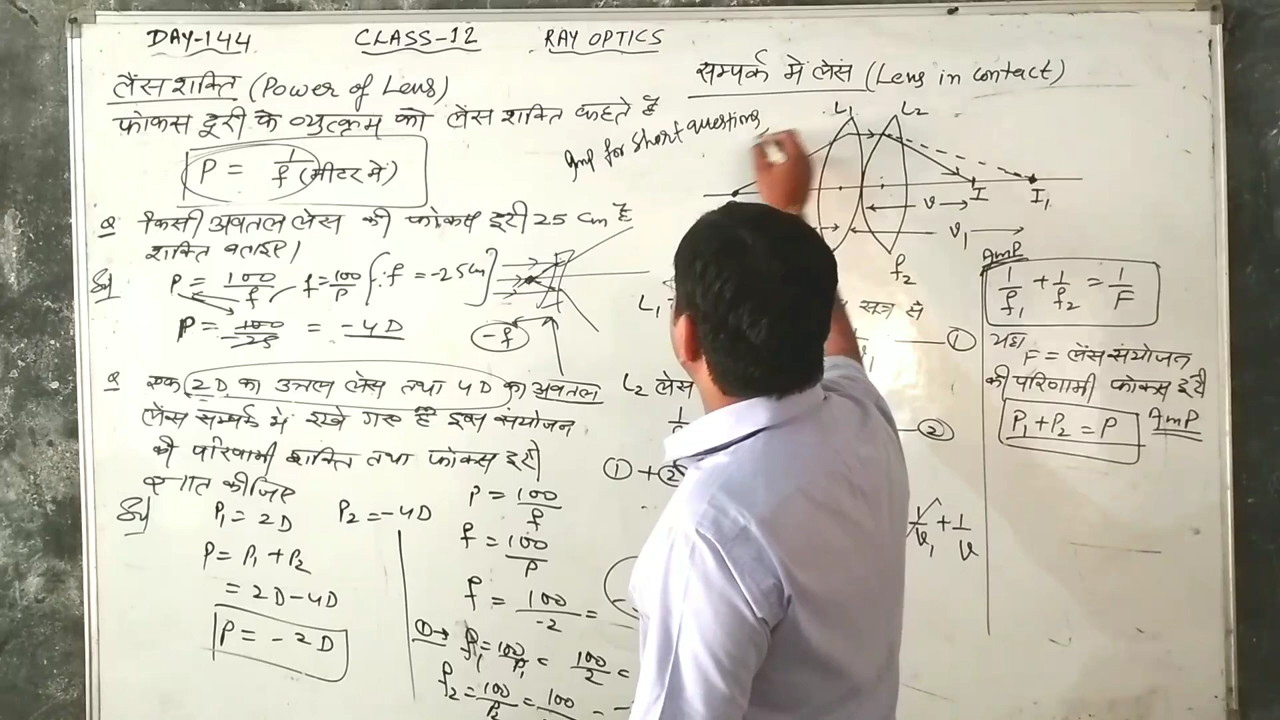 DAY-144 CLASS-12 RAY OPTICS
लैंस शक्ति (Power of Lens)
फोकस दूरी के व्युत्क्रम को लेंस शक्ति कहते है
Imp for Short questions
P = 1/f (मीटर में)
Q किसी अवतल लेंस की फोकस दूरी 25 cm है
शक्ति बताइए।
P = 100/f f = 100/P [∵ f = -25cm]
P = 100/-25 = -4D
-f
Q एक 2D का उत्तल लेंस तथा 4D का अवतल
लेंस सम्पर्क में रखे गए है इस संयोजन
की परिणामी शक्ति तथा फोकस दूरी
ज्ञात कीजिए
P₁ = 2D P₂ = -4D
P = P₁ + P₂
= 2D - 4D
P = -2D
P = 100/f
f = 100/P
f = 100/-2 = -
①→ f₁ = 100/P₁ = 100/2 =
f₂ = 100/P₂ = 100
सम्पर्क में लेंस (Lens in contact)
L₁ L₂
I I₁
v
v₁
f₂
L₁
सूत्र से
①
L₂ लेंस
②
① + ②
1/v₁ + 1/v
Imp
1/f₁ + 1/f₂ = 1/F
यहा
F = लेंस संयोजन
की परिणामी फोकस दूरी
P₁ + P₂ = P Imp